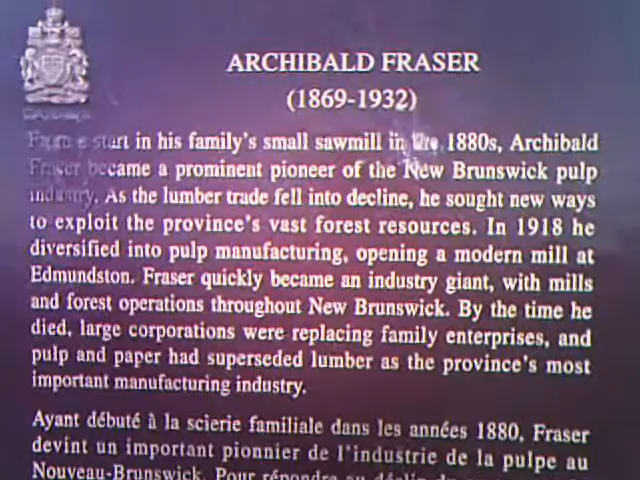 ARCHIBALD FRASER
(1869-1932)
From a start in his family's small sawmill in the 1880s, Archibald
Fraser became a prominent pioneer of the New Brunswick pulp
industry. As the lumber trade fell into decline, he sought new ways
to exploit the province's vast forest resources. In 1918 he
diversified into pulp manufacturing, opening a modern mill at
Edmundston. Fraser quickly became an industry giant, with mills
and forest operations throughout New Brunswick. By the time he
died, large corporations were replacing family enterprises, and
pulp and paper had superseded lumber as the province's most
important manufacturing industry.
Ayant débuté à la scierie familiale dans les années 1880, Fraser
devint un important pionnier de l'industrie de la pulpe au
Nouveau-Brunswick. Pour répondre au déclin